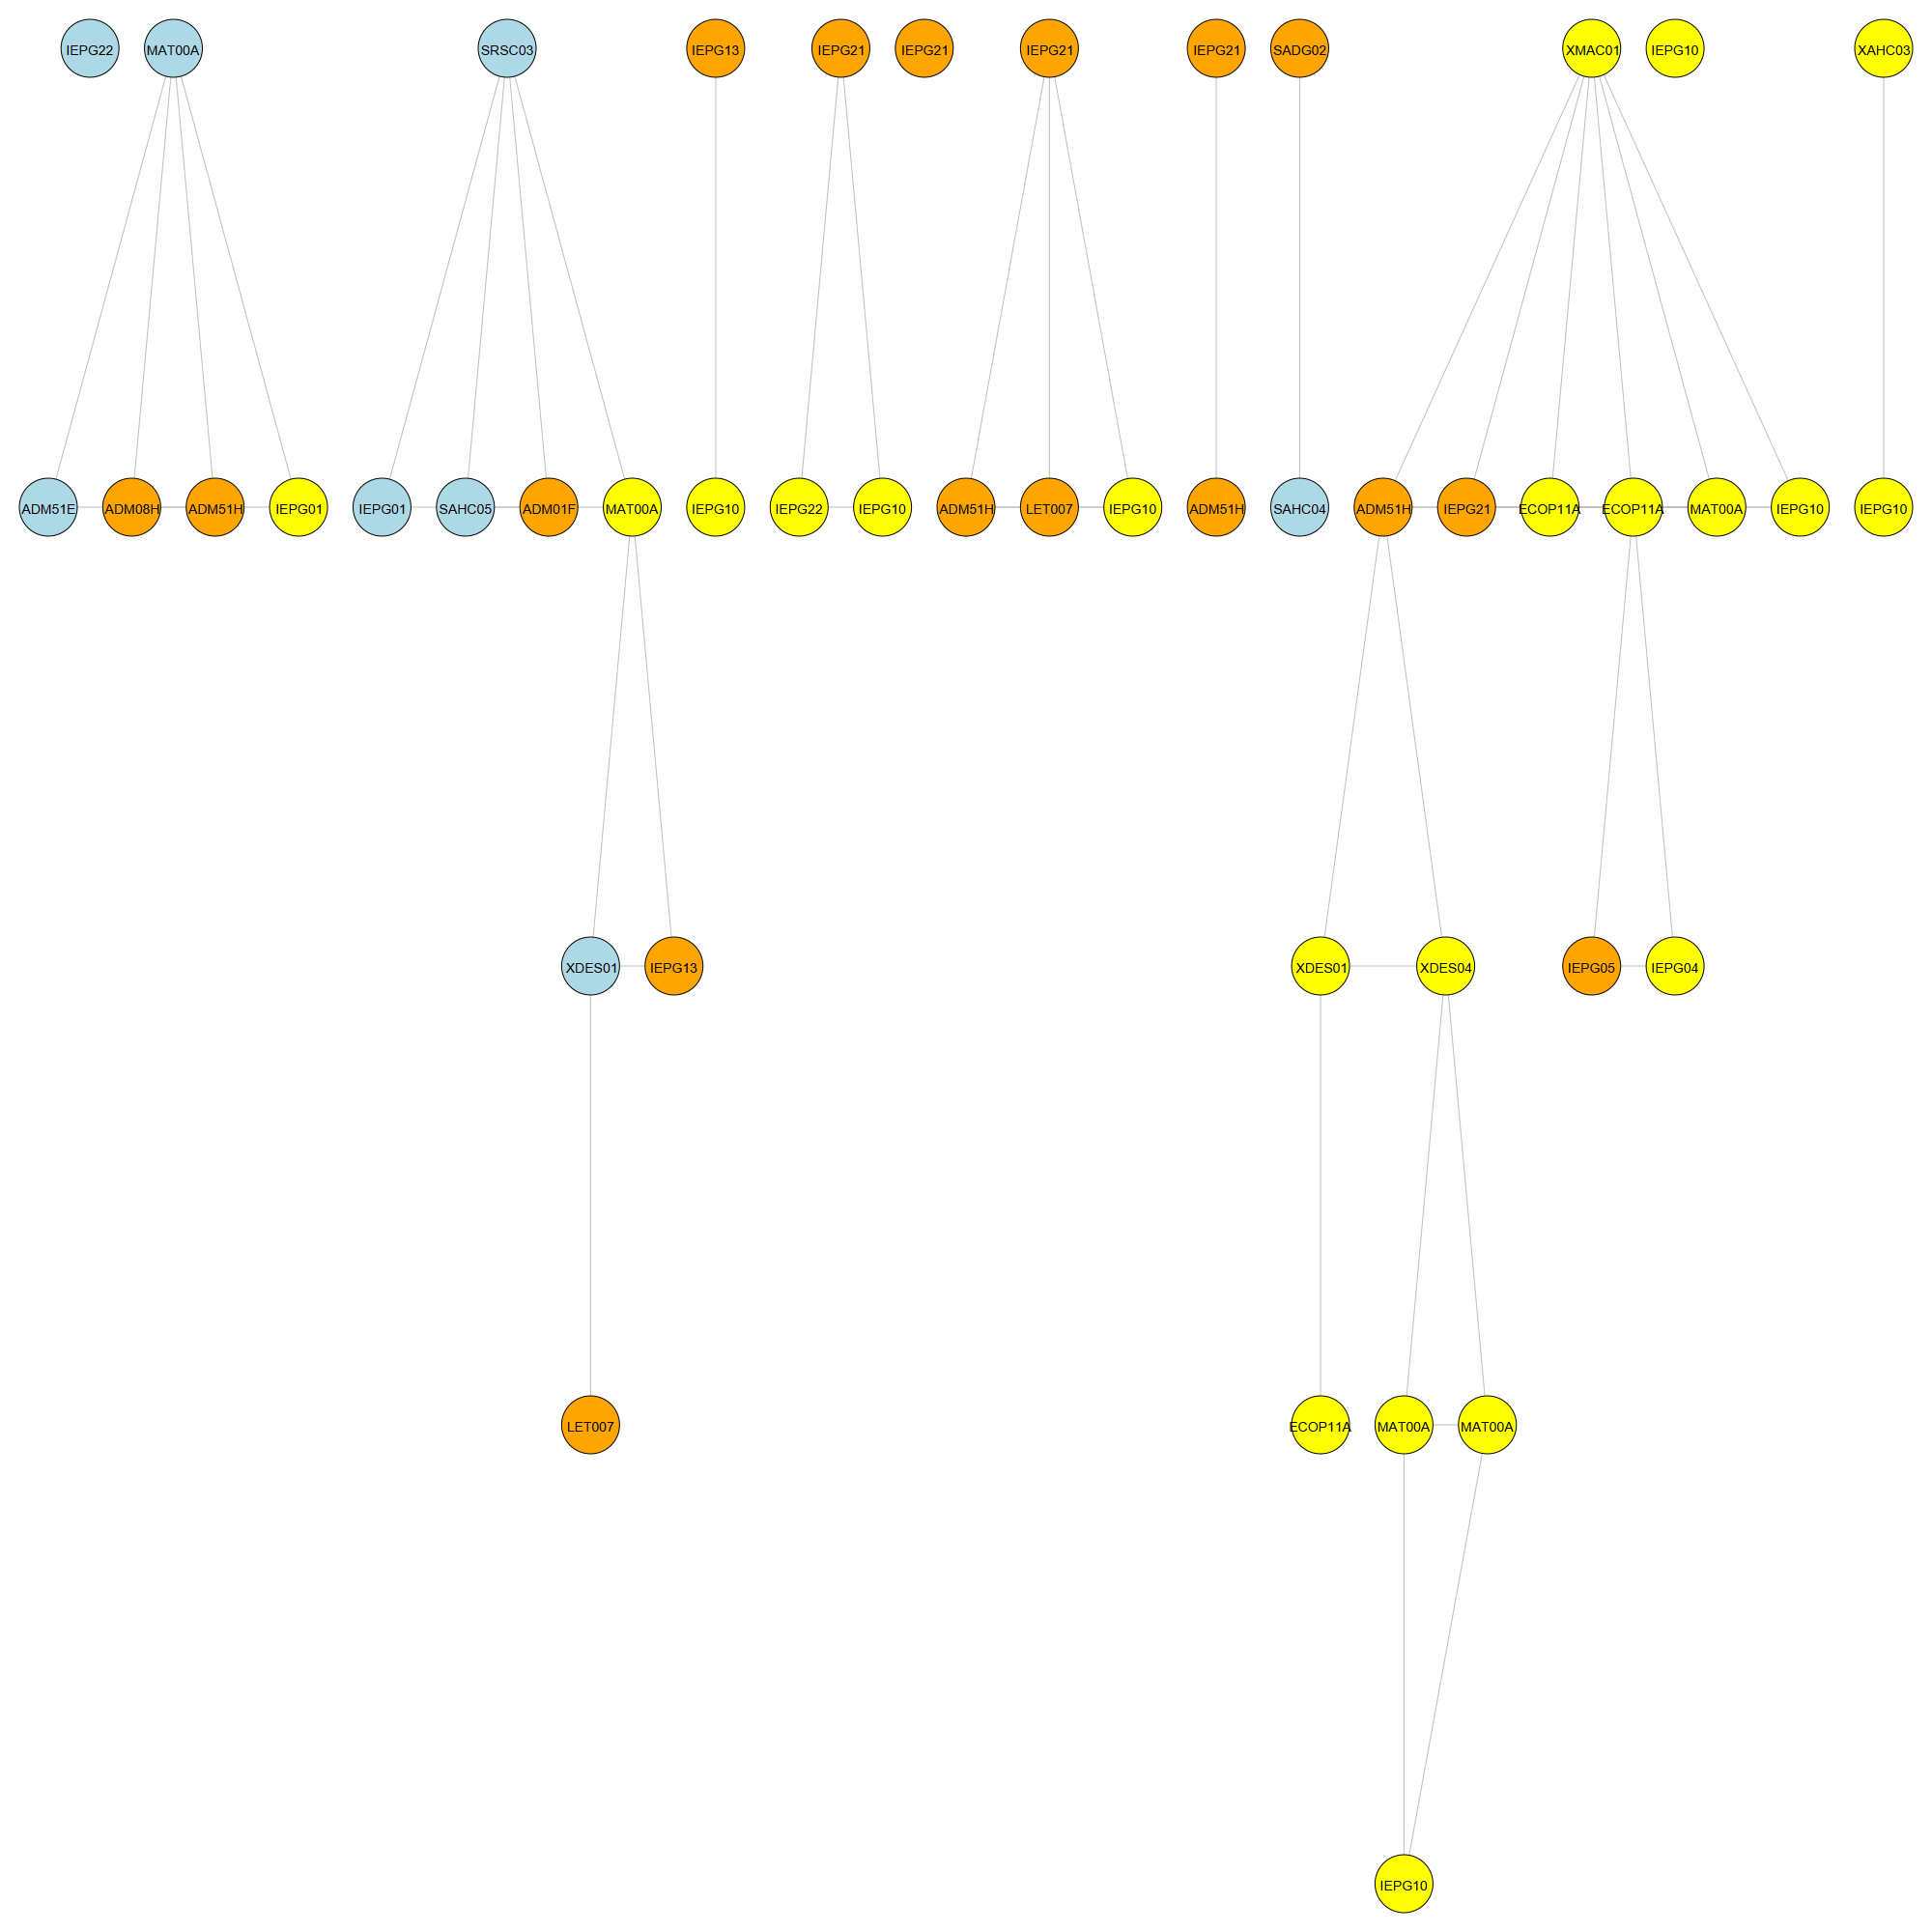 IEPG22 MAT00A SRSC03 IEPG13 IEPG21 IEPG21 IEPG21 IEPG21 SADG02 XMAC01 IEPG10 XAHC03
ADM51E ADM08H ADM51H IEPG01 IEPG01 SAHC05 ADM01F MAT00A IEPG10 IEPG22 IEPG10 ADM51H LET007 IEPG10 ADM51H SAHC04 ADM51H IEPG21 ECOP11A ECOP11A MAT00A IEPG10 IEPG10
XDES01 IEPG13 XDES01 XDES04 IEPG05 IEPG04
LET007 ECOP11A MAT00A MAT00A
IEPG10